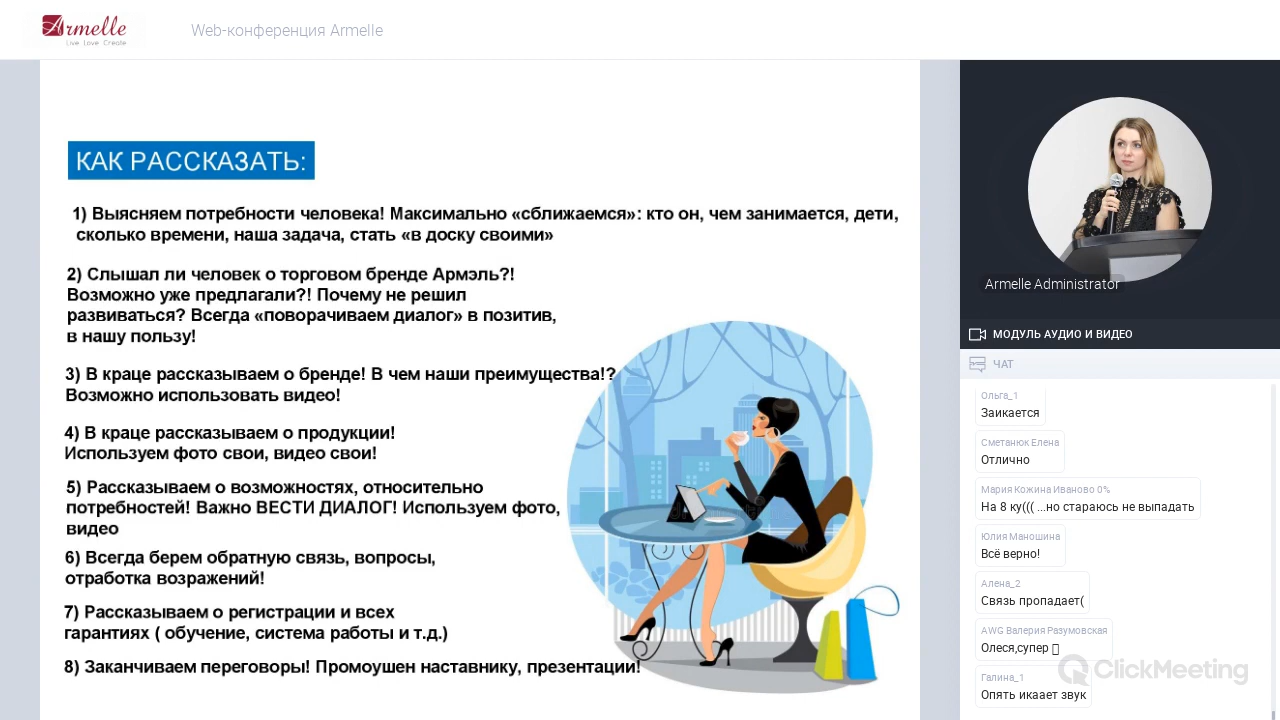 Armelle
Live Love Create
Web-конференция Armelle
КАК РАССКАЗАТЬ:
1) Выясняем потребности человека! Максимально «сближаемся»: кто он, чем занимается, дети,
сколько времени, наша задача, стать «в доску своими»
2) Слышал ли человек о торговом бренде Армэль?!
Возможно уже предлагали?! Почему не решил
развиваться? Всегда «поворачиваем диалог» в позитив,
в нашу пользу!
3) В краце рассказываем о бренде! В чем наши преимущества!?
Возможно использовать видео!
4) В краце рассказываем о продукции!
Используем фото свои, видео свои!
5) Рассказываем о возможностях, относительно
потребностей! Важно ВЕСТИ ДИАЛОГ! Используем фото,
видео
6) Всегда берем обратную связь, вопросы,
отработка возражений!
7) Рассказываем о регистрации и всех
гарантиях ( обучение, система работы и т.д.)
8) Заканчиваем переговоры! Промоушен наставнику, презентации!
Armelle Administrator
МОДУЛЬ АУДИО И ВИДЕО
ЧАТ
Ольга_1
Заикается
Сметанюк Елена
Отлично
Мария Кожина Иваново 0%
На 8 ку((( ...но стараюсь не выпадать
Юлия Маношина
Всё верно!
Алена_2
Связь пропадает(
AWG Валерия Разумовская
Олеся,супер
Галина_1
Опять икаает звук
ClickMeeting